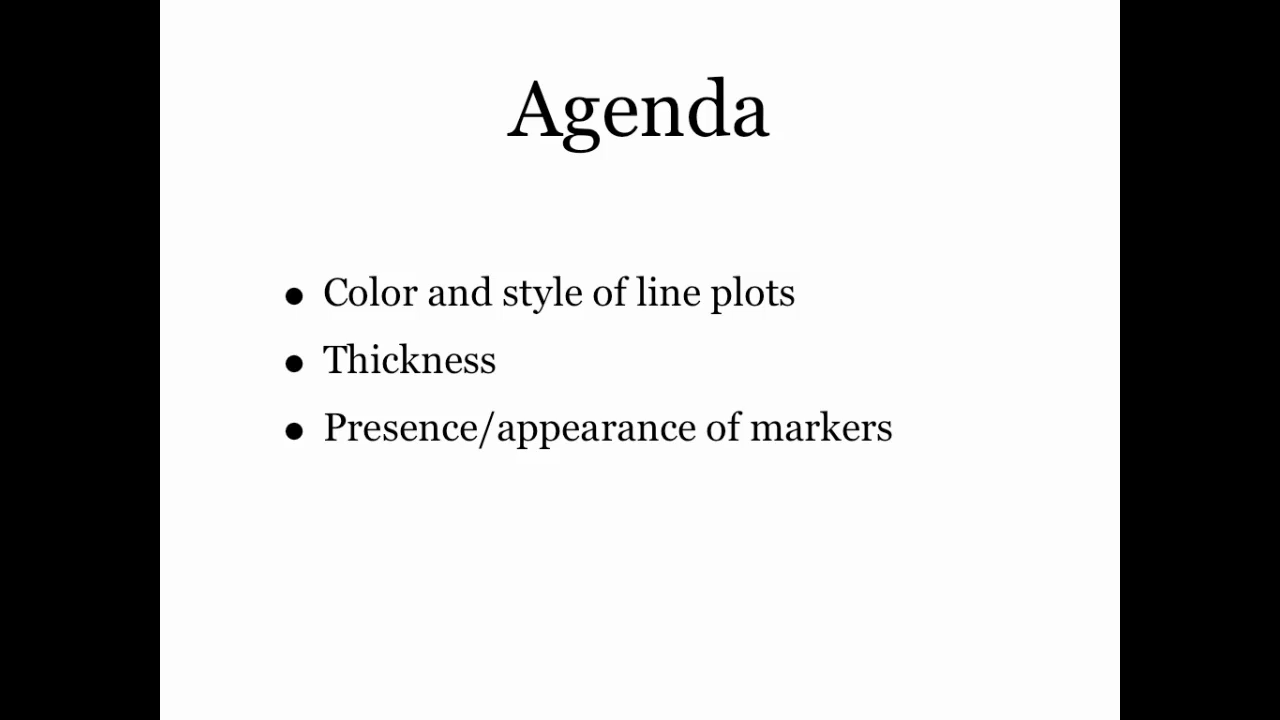 Agenda
• Color and style of line plots
• Thickness
• Presence/appearance of markers